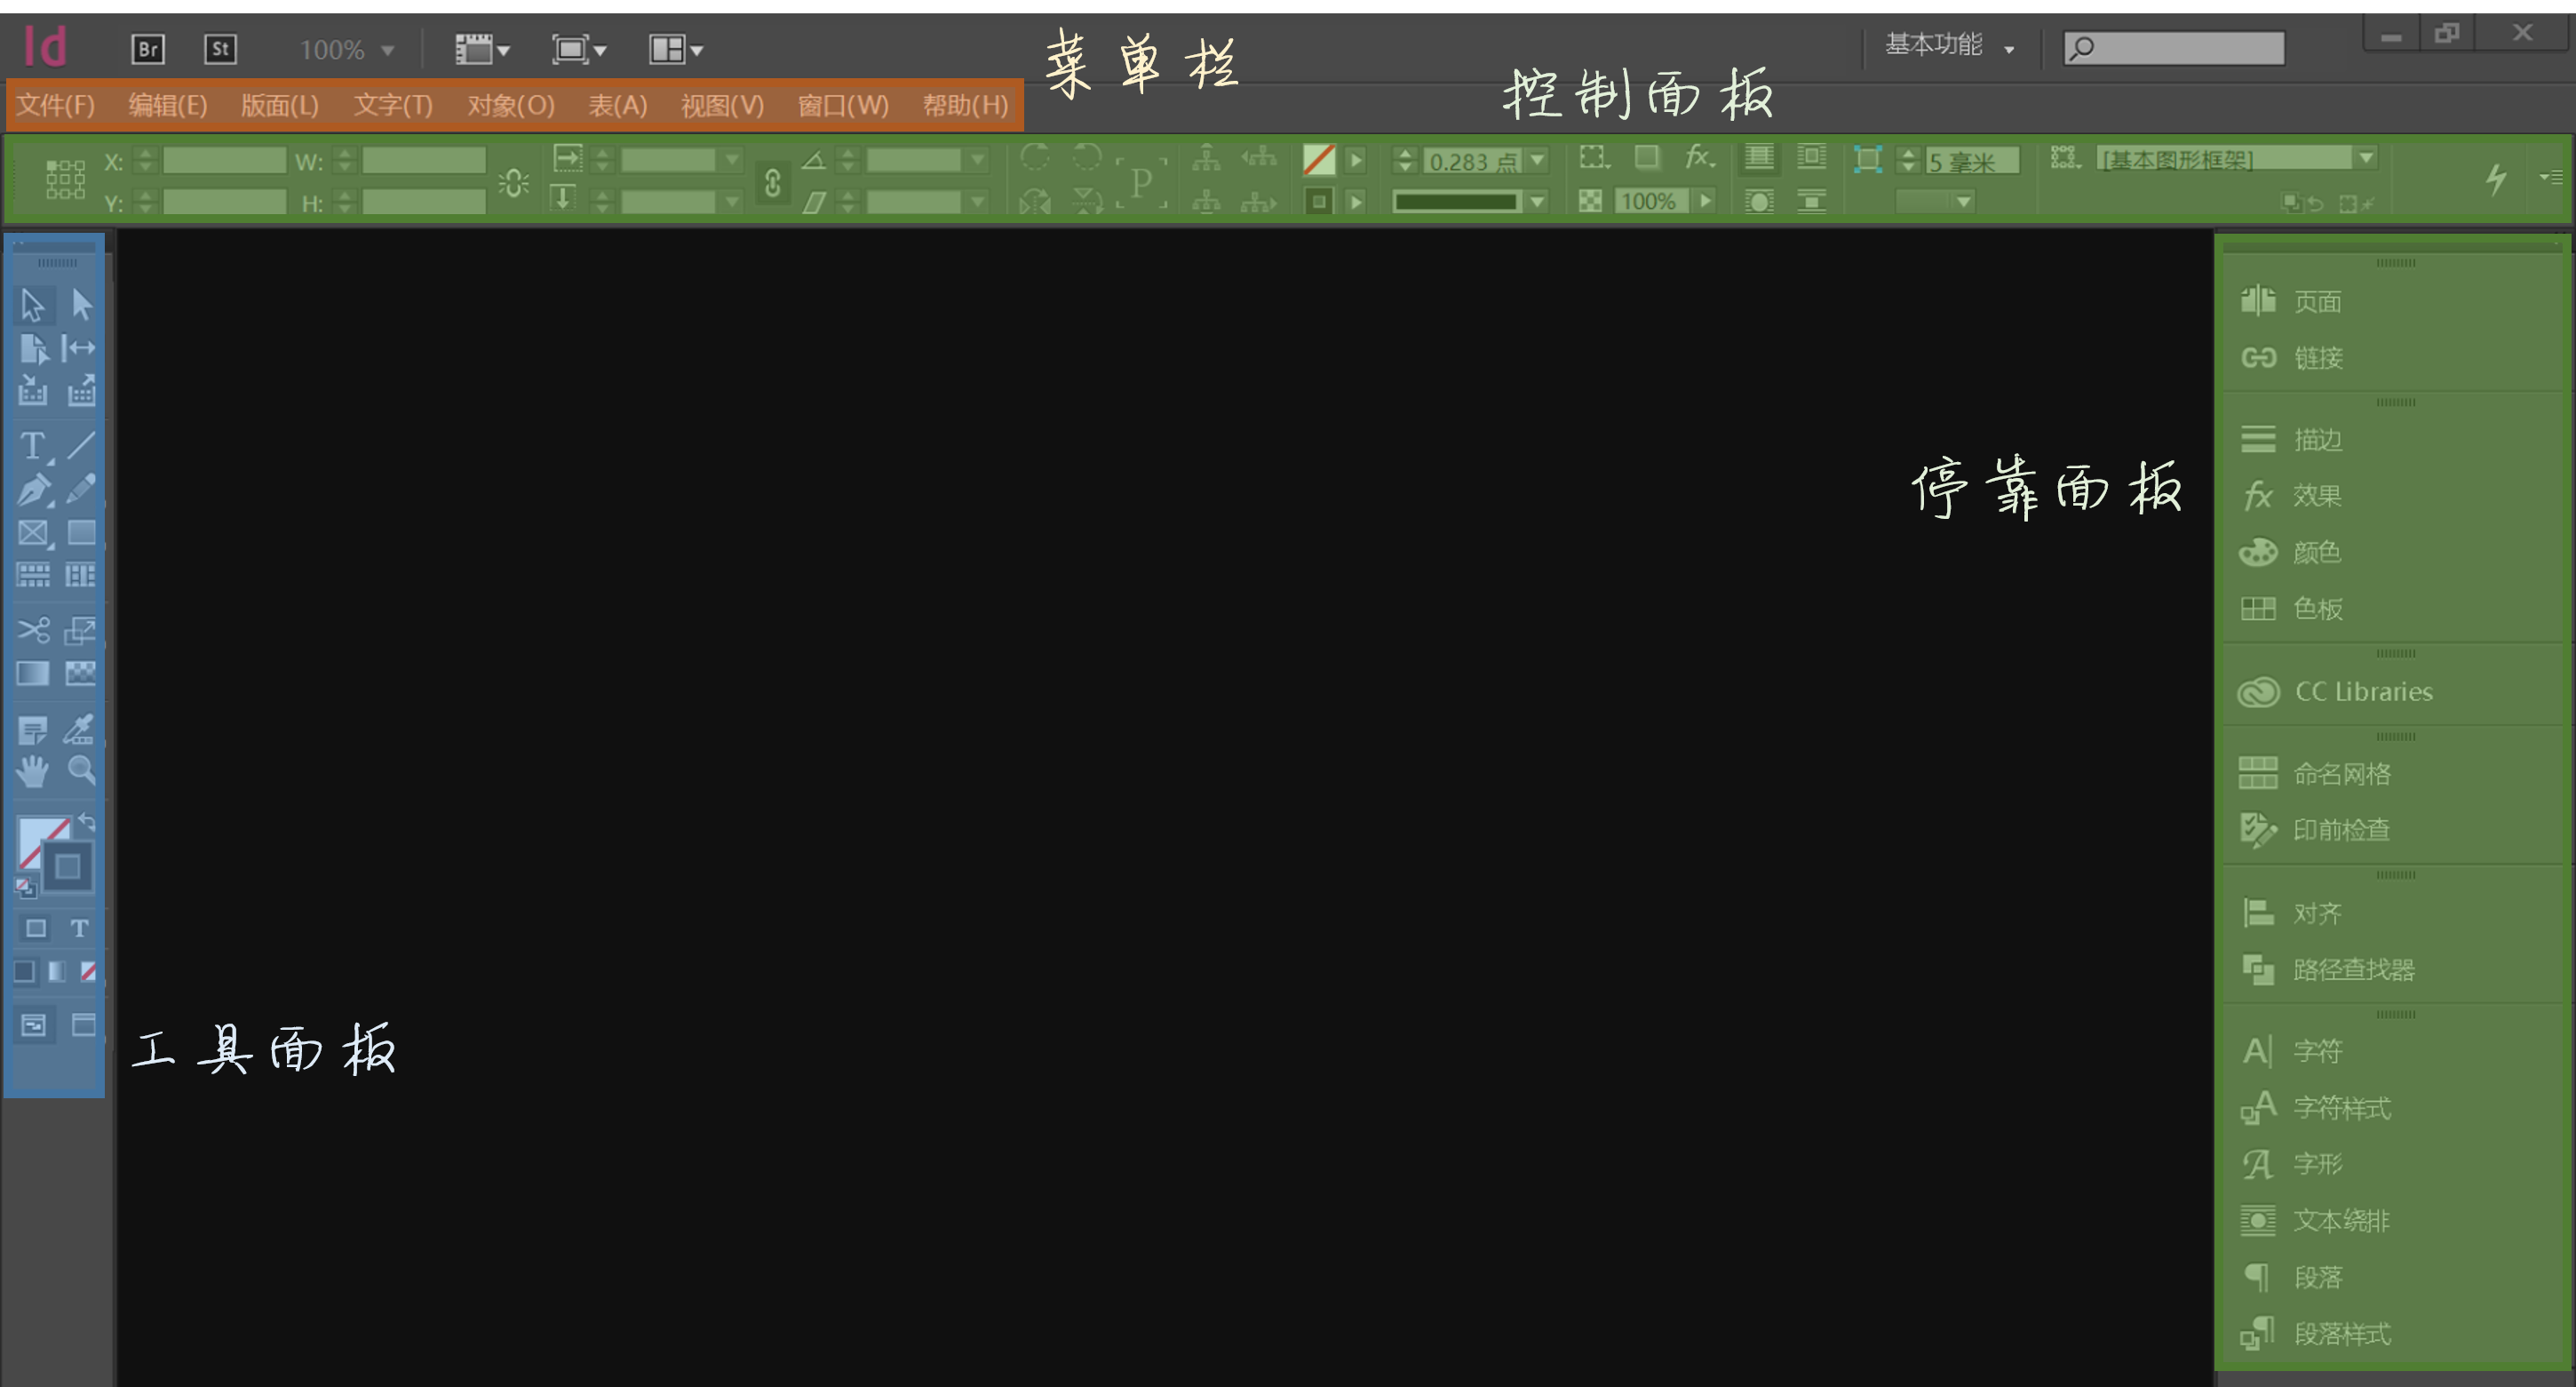 Id Br St 100% 基本功能
菜单栏
控制面板
文件(F) 编辑(E) 版面(L) 文字(T) 对象(O) 表(A) 视图(V) 窗口(W) 帮助(H)
X: W: P fx 0.283 点 5 毫米 [基本图形框架]
Y: H: 100%
页面
链接
T
描边
停靠面板
fx 效果
颜色
色板
CC Libraries
命名网格
印前检查
对齐
T
路径查找器
工具面板
A 字符
A 字符样式
A 字形
文本绕排
段落
段落样式